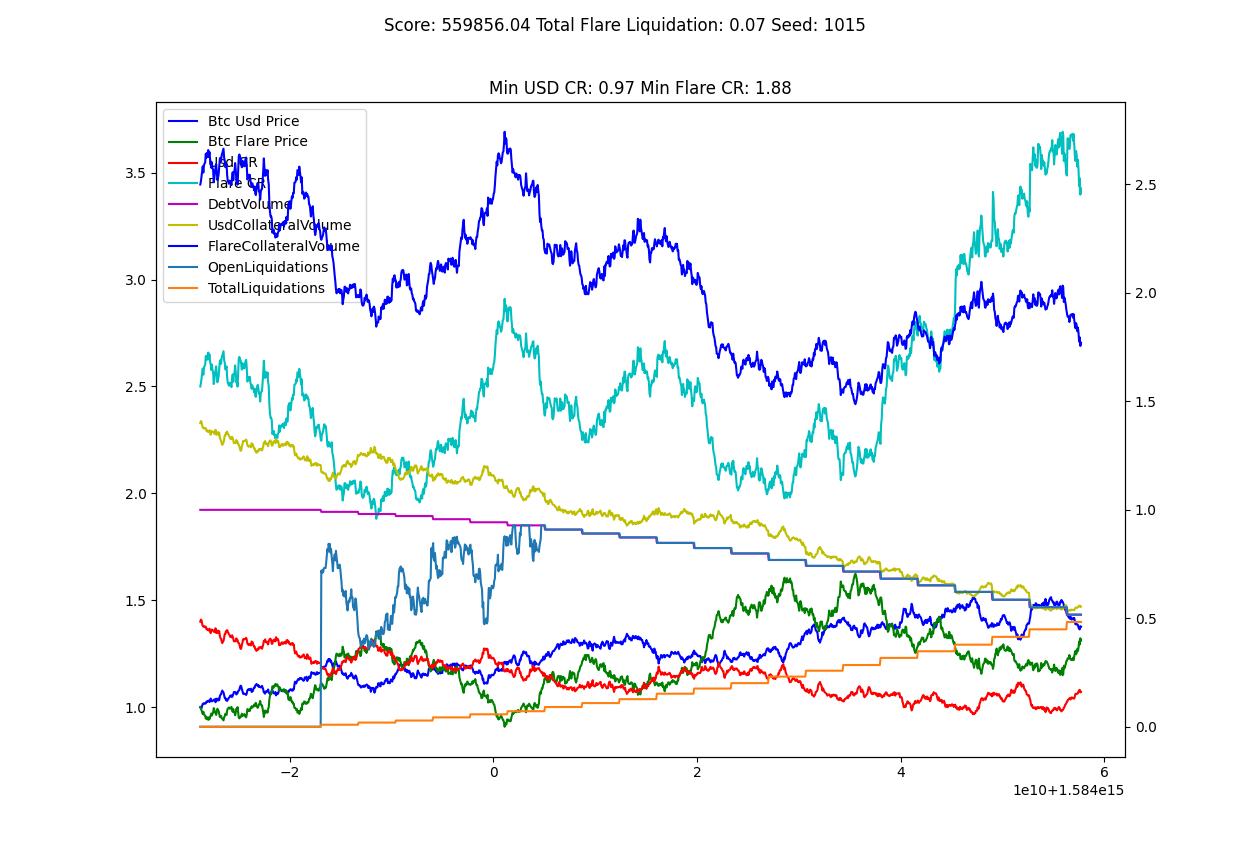 Score: 559856.04 Total Flare Liquidation: 0.07 Seed: 1015
Min USD CR: 0.97 Min Flare CR: 1.88
Btc Usd Price
Btc Flare Price
Usd CR
Flare CR
DebtVolume
UsdCollateralVolume
FlareCollateralVolume
OpenLiquidations
TotalLiquidations
3.5
3.0
2.5
2.0
1.5
1.0
2.5
2.0
1.5
1.0
0.5
0.0
−2 0 2 4 6
1e10+1.584e15